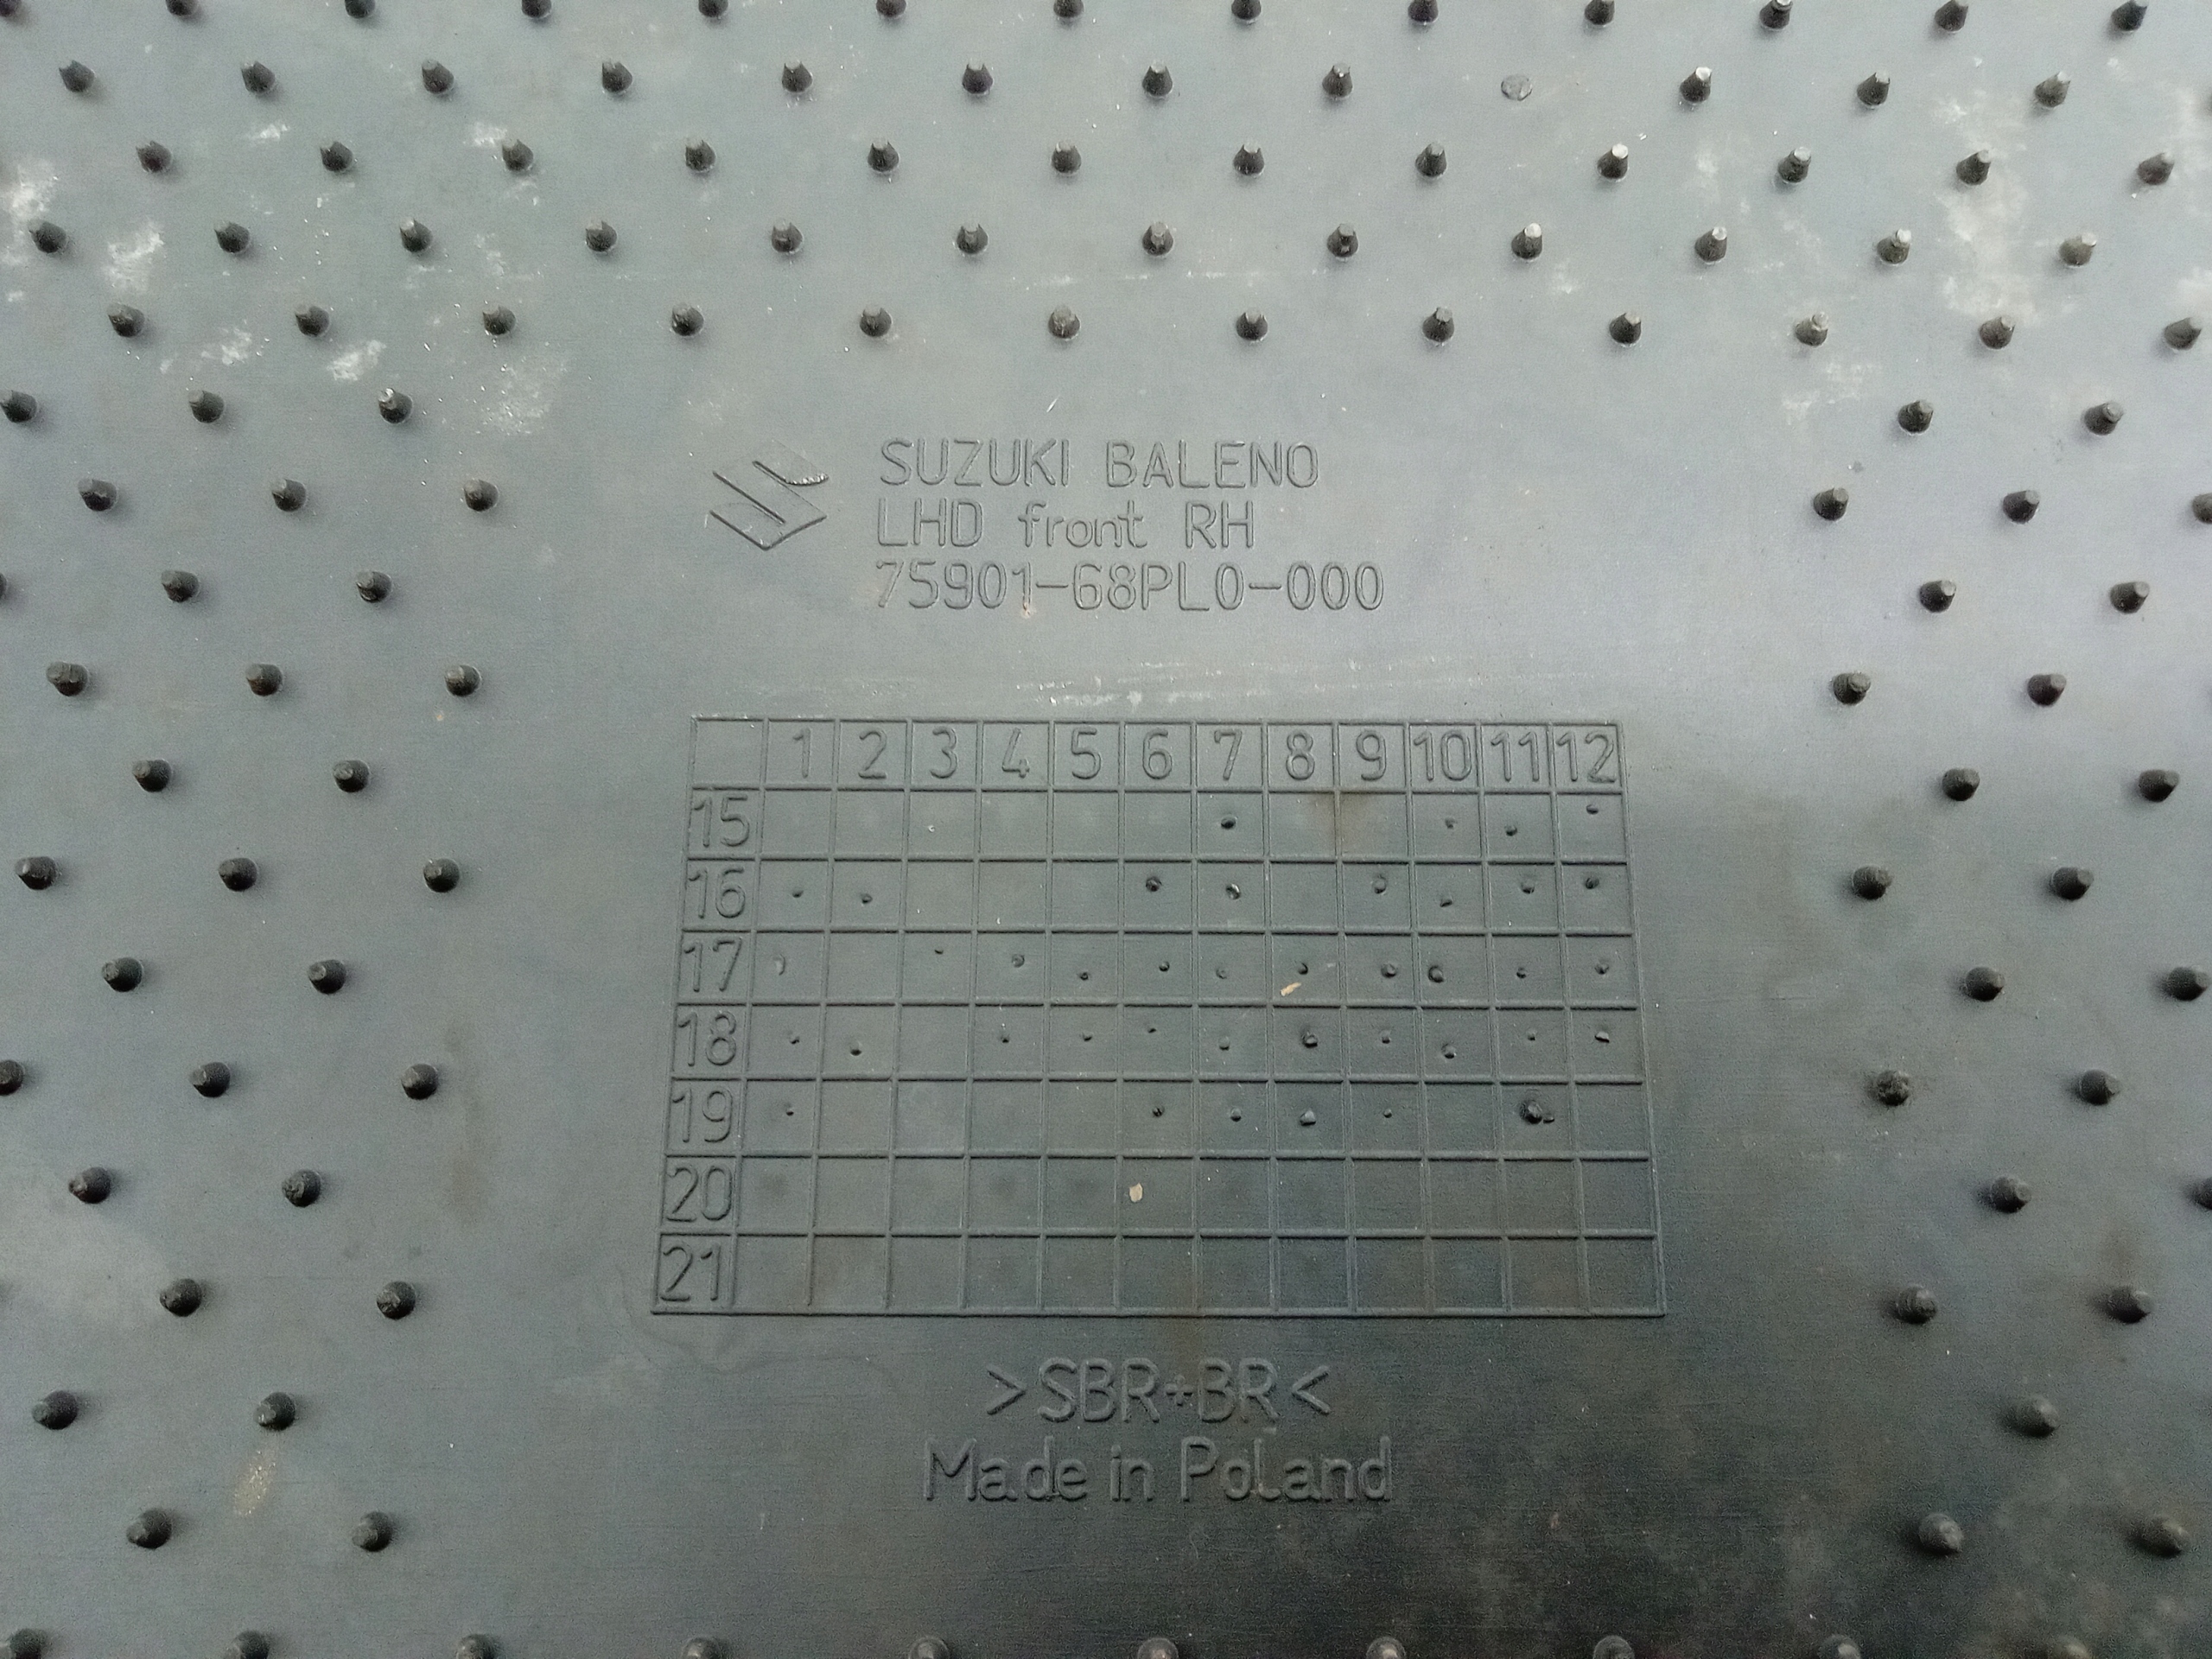 SUZUKI BALENO
LHD front RH
75901-68PL0-000
1 2 3 4 5 6 7 8 9 10 11 12
15
16
17
18
19
20
21
>SBR+BR<
Made in Poland